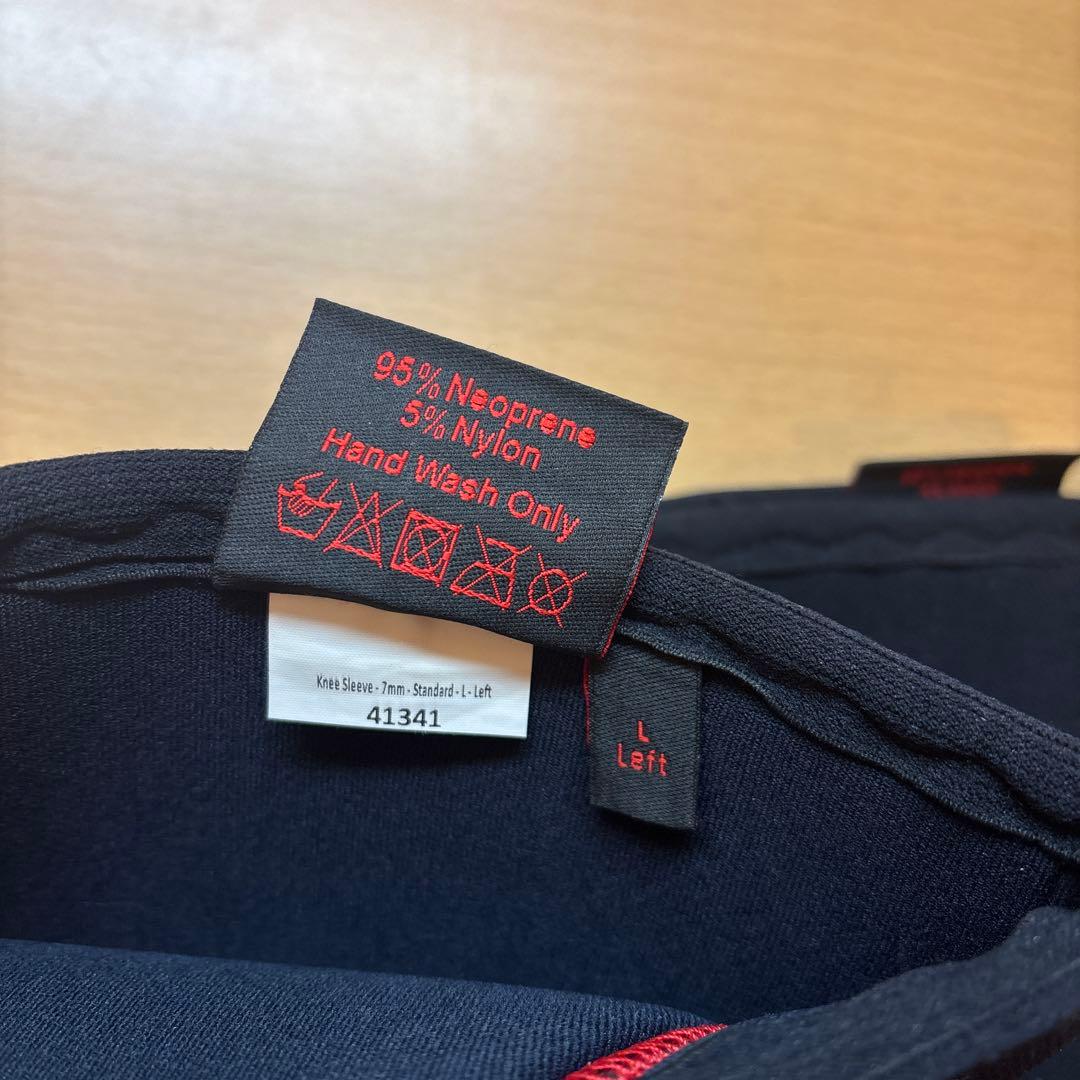 95% Neoprene
5% Nylon
Hand Wash Only
Knee Sleeve - 7mm - Standard - L - Left
41341
L
Left